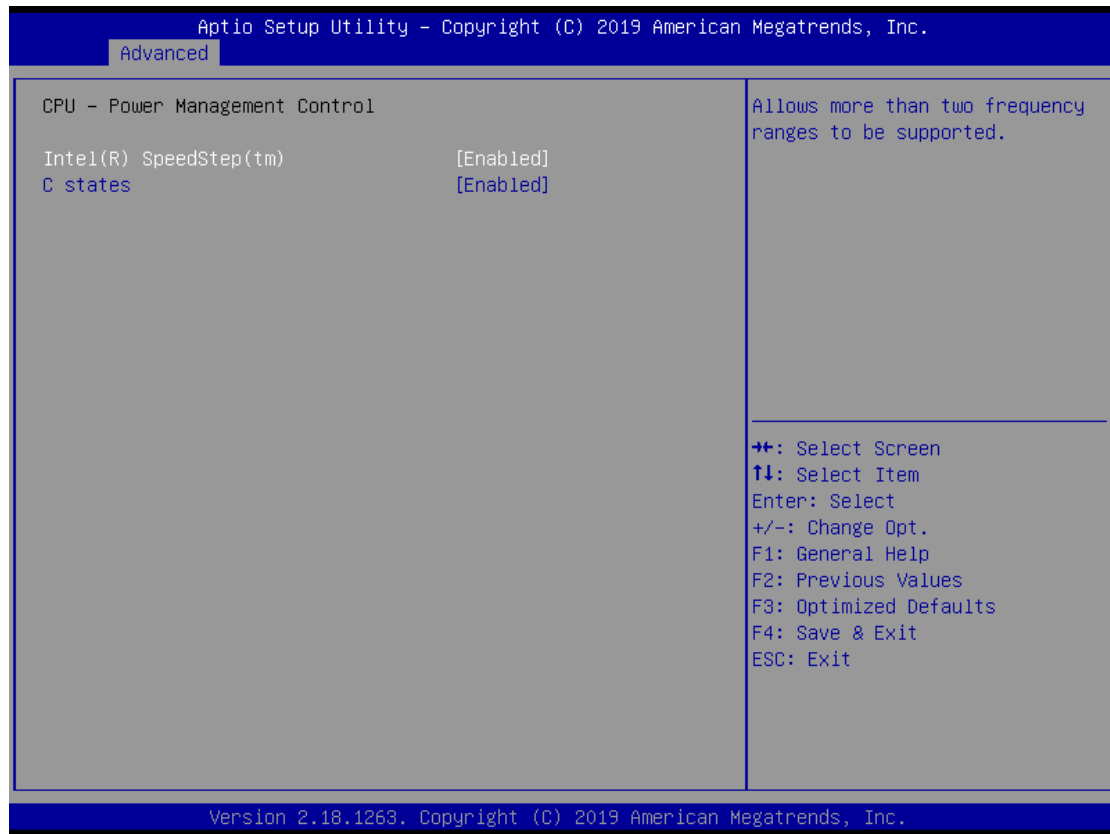 Aptio Setup Utility – Copyright (C) 2019 American Megatrends, Inc.
Advanced
CPU – Power Management Control
Intel(R) SpeedStep(tm) [Enabled]
C states [Enabled]
Allows more than two frequency
ranges to be supported.
→←: Select Screen
↑↓: Select Item
Enter: Select
+/-: Change Opt.
F1: General Help
F2: Previous Values
F3: Optimized Defaults
F4: Save & Exit
ESC: Exit
Version 2.18.1263. Copyright (C) 2019 American Megatrends, Inc.